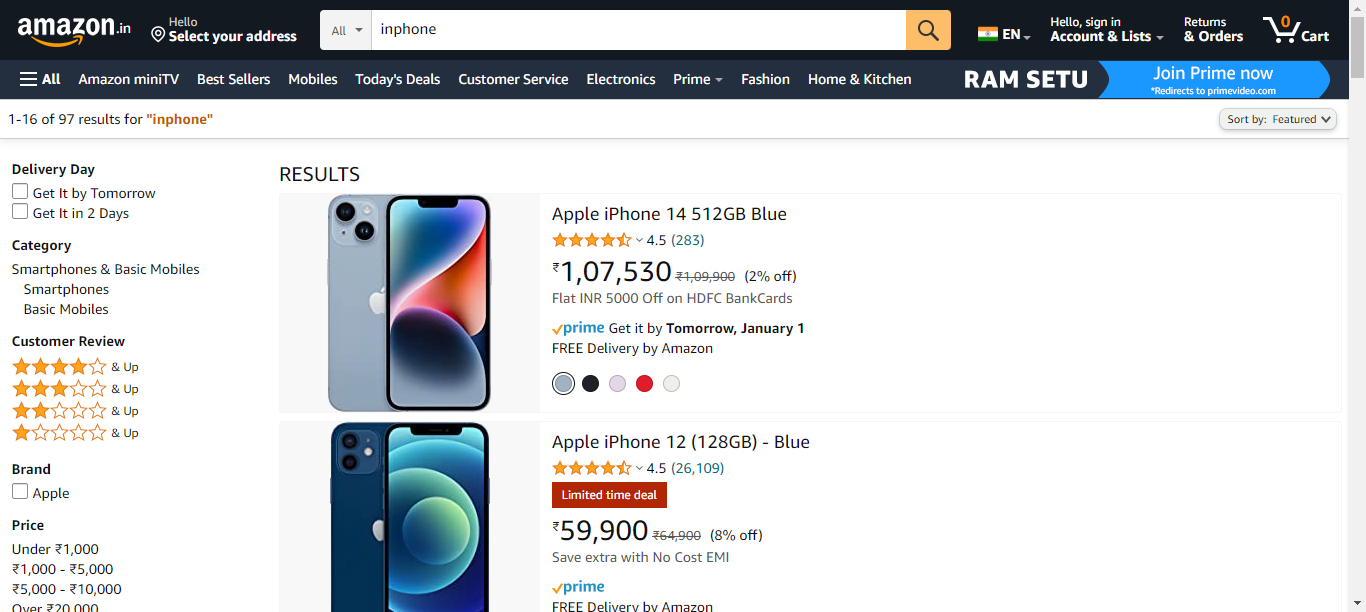 amazon.in
Hello
Select your address
All
inphone
EN
Hello, sign in
Account & Lists
Returns
& Orders
0
Cart
All
Amazon miniTV
Best Sellers
Mobiles
Today's Deals
Customer Service
Electronics
Prime
Fashion
Home & Kitchen
RAM SETU
Join Prime now
*Redirects to primevideo.com
1-16 of 97 results for "inphone"
Sort by: Featured
Delivery Day
Get It by Tomorrow
Get It in 2 Days
Category
Smartphones & Basic Mobiles
Smartphones
Basic Mobiles
Customer Review
& Up
& Up
& Up
& Up
Brand
Apple
Price
Under ₹1,000
₹1,000 - ₹5,000
₹5,000 - ₹10,000
Over ₹20,000
RESULTS
Apple iPhone 14 512GB Blue
4.5 (283)
₹1,07,530 ₹1,09,900 (2% off)
Flat INR 5000 Off on HDFC BankCards
prime Get it by Tomorrow, January 1
FREE Delivery by Amazon
Apple iPhone 12 (128GB) - Blue
4.5 (26,109)
Limited time deal
₹59,900 ₹64,900 (8% off)
Save extra with No Cost EMI
prime
FREE Delivery by Amazon